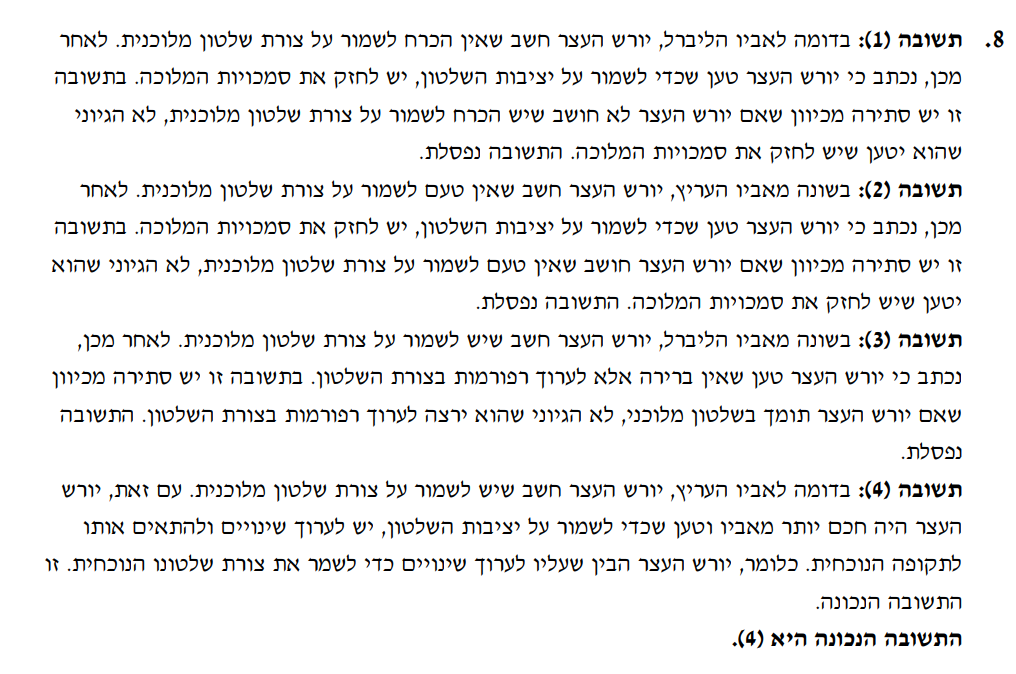 8. תשובה (1): בדומה לאביו הליברל, יורש העצר חשב שאין הכרח לשמור על צורת שלטון מלוכנית. לאחר
מכן, נכתב כי יורש העצר טען שכדי לשמור על יציבות השלטון, יש לחזק את סמכויות המלוכה. בתשובה
זו יש סתירה מכיוון שאם יורש העצר לא חושב שיש הכרח לשמור על צורת שלטון מלוכנית, לא הגיוני
שהוא יטען שיש לחזק את סמכויות המלוכה. התשובה נפסלת.
תשובה (2): בשונה מאביו העריץ, יורש העצר חשב שאין טעם לשמור על צורת שלטון מלוכנית. לאחר
מכן, נכתב כי יורש העצר טען שכדי לשמור על יציבות השלטון, יש לחזק את סמכויות המלוכה. בתשובה
זו יש סתירה מכיוון שאם יורש העצר חושב שאין טעם לשמור על צורת שלטון מלוכנית, לא הגיוני שהוא
יטען שיש לחזק את סמכויות המלוכה. התשובה נפסלת.
תשובה (3): בשונה מאביו הליברל, יורש העצר חשב שיש לשמור על צורת שלטון מלוכנית. לאחר מכן,
נכתב כי יורש העצר טען שאין ברירה אלא לערוך רפורמות בצורת השלטון. בתשובה זו יש סתירה מכיוון
שאם יורש העצר תומך בשלטון מלוכני, לא הגיוני שהוא ירצה לערוך רפורמות בצורת השלטון. התשובה
נפסלת.
תשובה (4): בדומה לאביו העריץ, יורש העצר חשב שיש לשמור על צורת שלטון מלוכנית. עם זאת, יורש
העצר היה חכם יותר מאביו וטען שכדי לשמור על יציבות השלטון, יש לערוך שינויים ולהתאים אותו
לתקופה הנוכחית. כלומר, יורש העצר הבין שעליו לערוך שינויים כדי לשמר את צורת שלטונו הנוכחית. זו
התשובה הנכונה.
התשובה הנכונה היא (4).